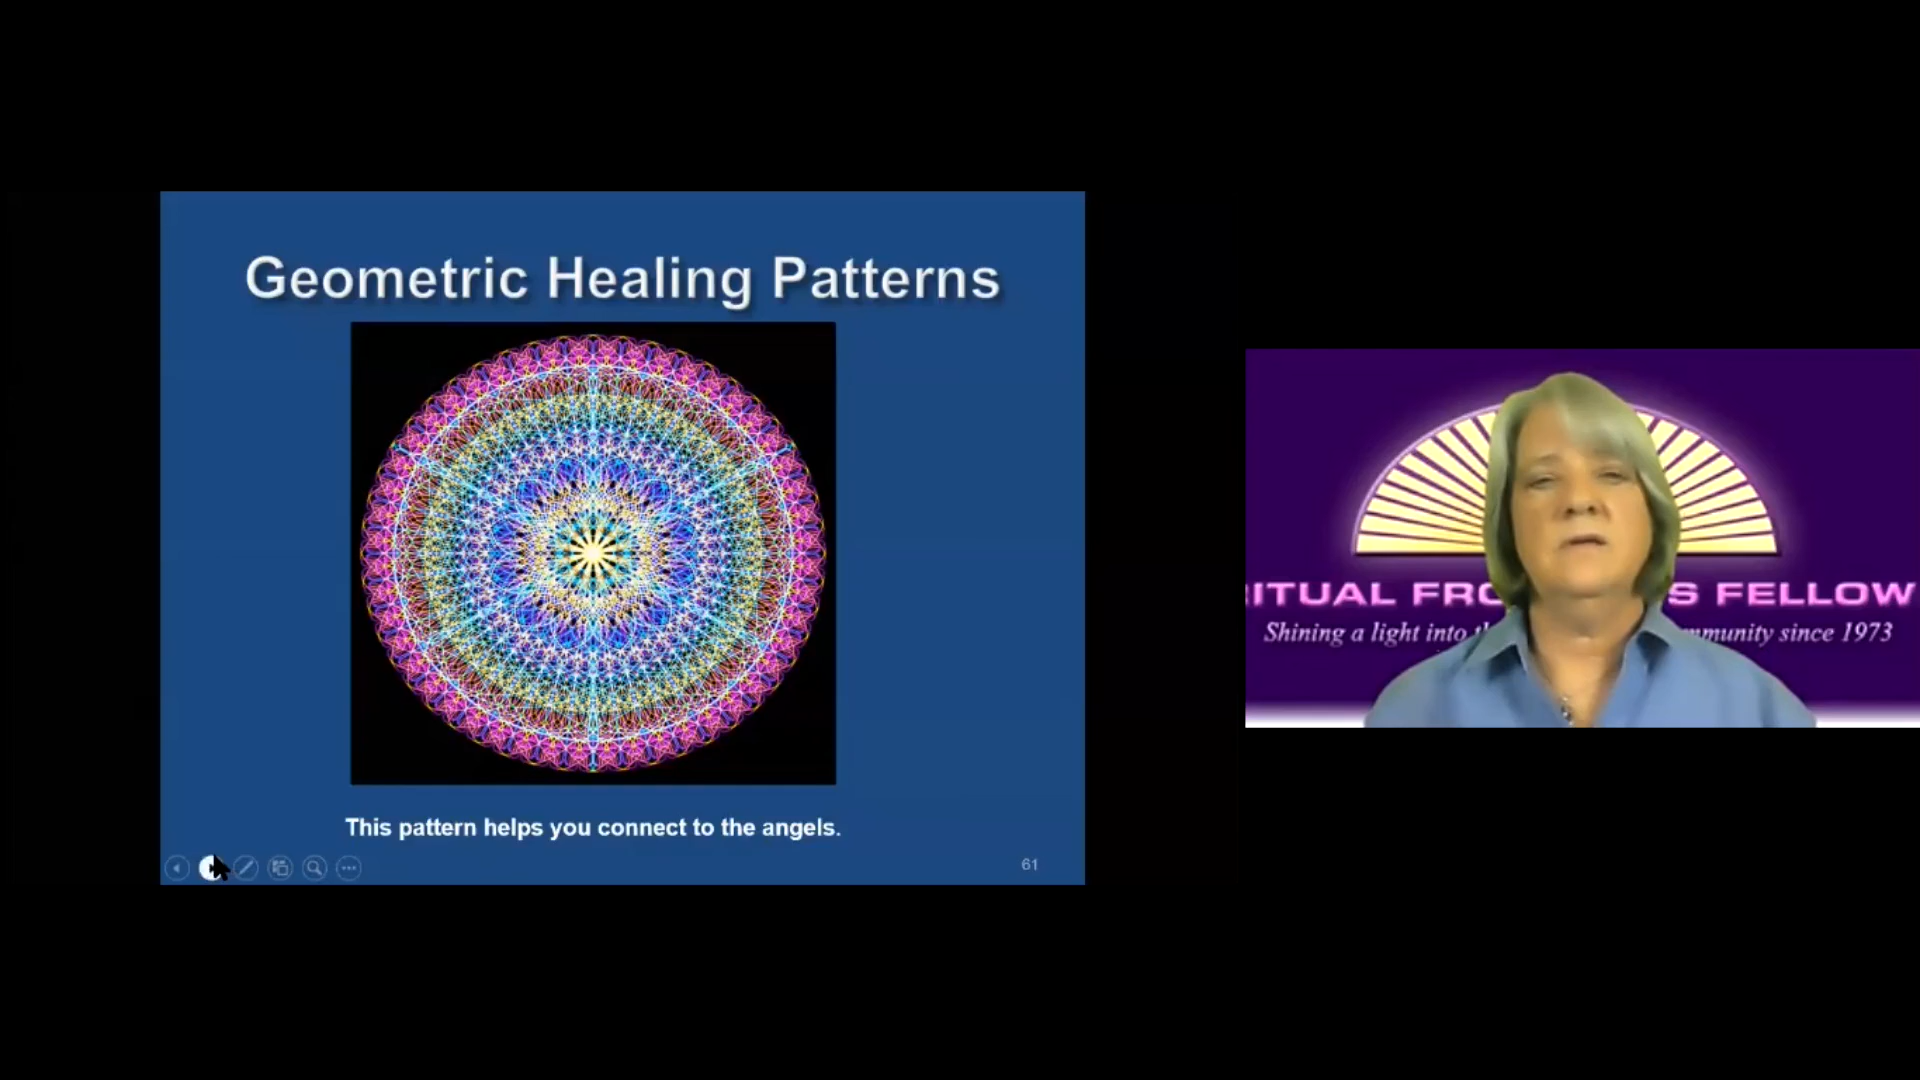 Geometric Healing Patterns
This pattern helps you connect to the angels.
61
ITUAL FRO S FELLOW
Shining a light into mmunity since 1973